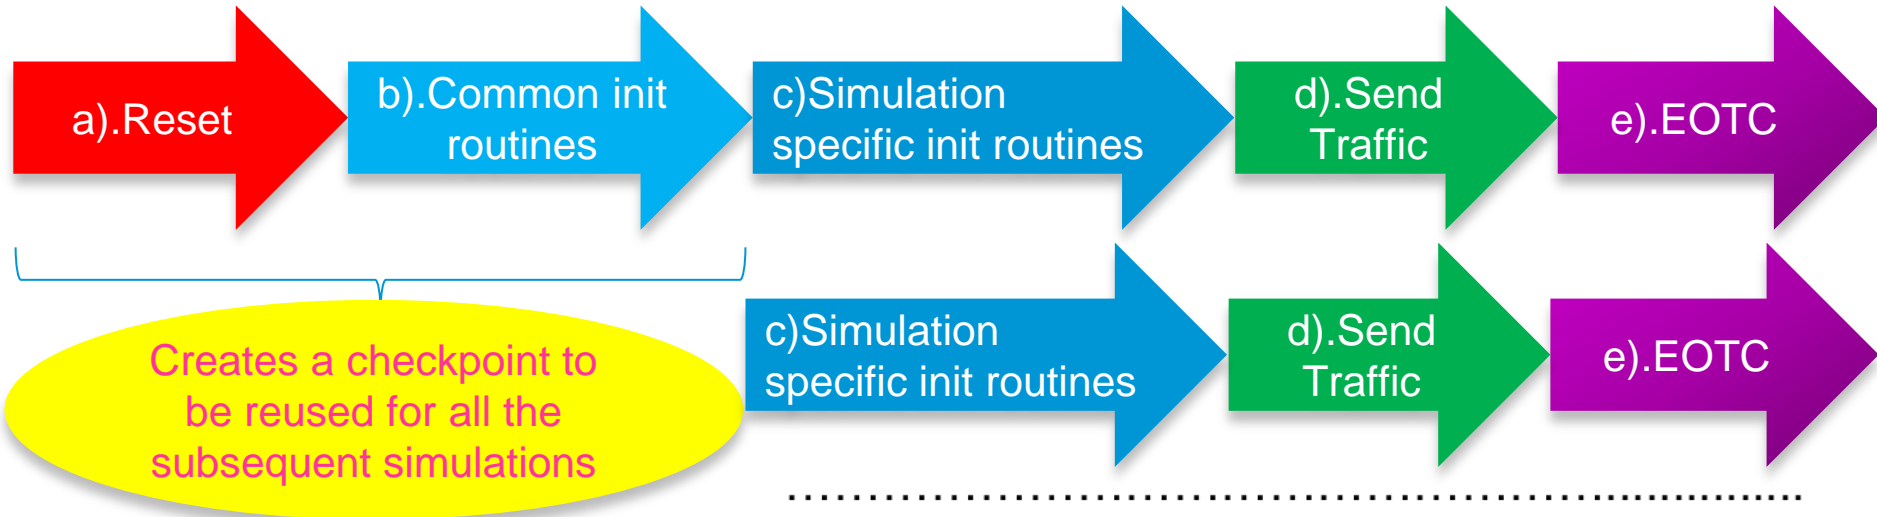 a).Reset
b).Common init
routines
c)Simulation
specific init routines
d).Send
Traffic
e).EOTC
Creates a checkpoint to
be reused for all the
subsequent simulations
c)Simulation
specific init routines
d).Send
Traffic
e).EOTC